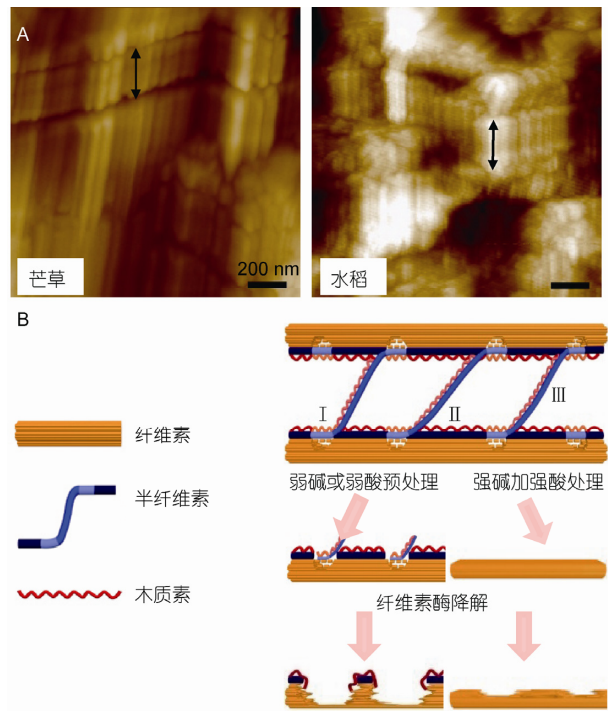 A
芒草
200 nm
水稻
B
纤维素
半纤维素
木质素
I
II
III
弱碱或弱酸预处理
强碱加强酸处理
纤维素酶降解